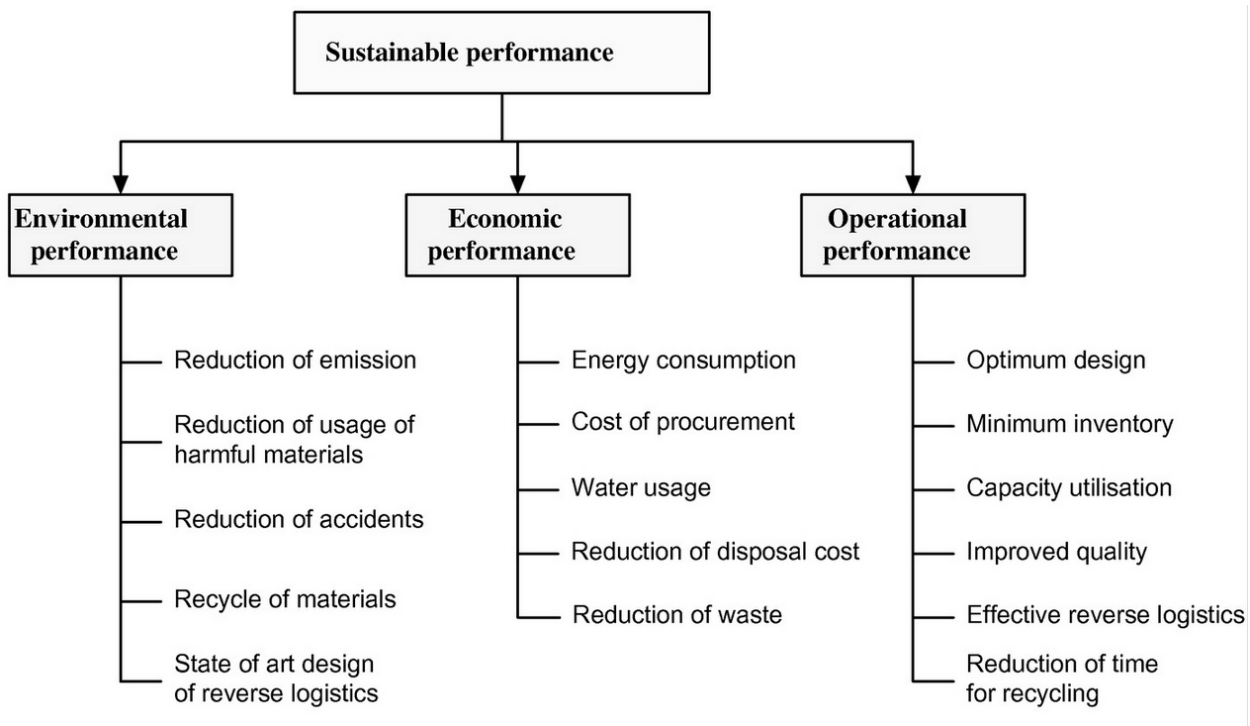 Sustainable performance
Environmental
performance
Economic
performance
Operational
performance
Reduction of emission
Reduction of usage of
harmful materials
Reduction of accidents
Recycle of materials
State of art design
of reverse logistics
Energy consumption
Cost of procurement
Water usage
Reduction of disposal cost
Reduction of waste
Optimum design
Minimum inventory
Capacity utilisation
Improved quality
Effective reverse logistics
Reduction of time
for recycling